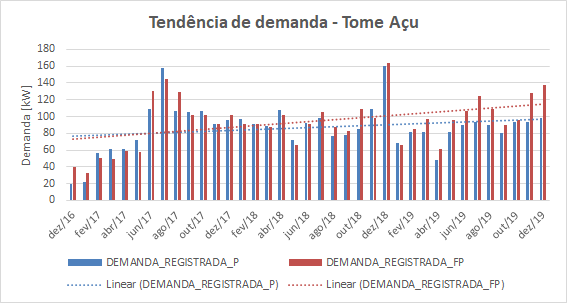 Tendência de demanda - Tome Açu
Demanda [kW]
180
160
140
120
100
80
60
40
20
0
dez/16
fev/17
abr/17
jun/17
ago/17
out/17
dez/17
fev/18
abr/18
jun/18
ago/18
out/18
dez/18
fev/19
abr/19
jun/19
ago/19
out/19
dez/19
DEMANDA_REGISTRADA_P
DEMANDA_REGISTRADA_FP
Linear (DEMANDA_REGISTRADA_P)
Linear (DEMANDA_REGISTRADA_FP)